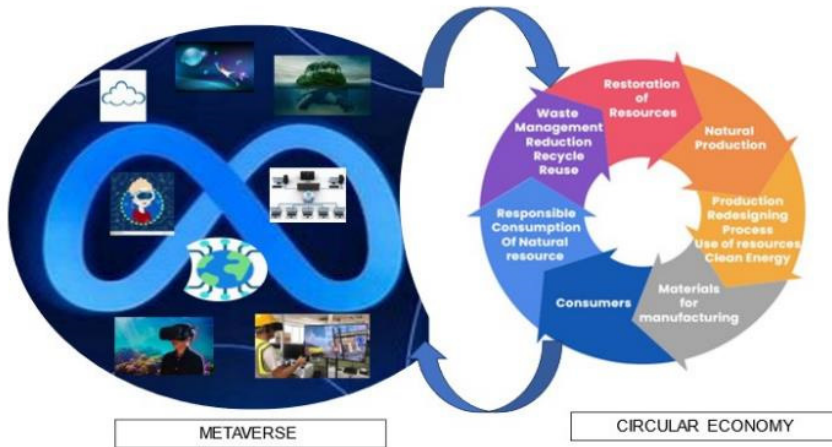 Restoration
of
Resources
Natural
Production
Production
Redesigning
Process
Use of resources
Clean Energy
Materials
for
manufacturing
Consumers
Responsible
Consumption
Of Natural
resource
Waste
Management
Reduction
Recycle
Reuse
METAVERSE
CIRCULAR ECONOMY